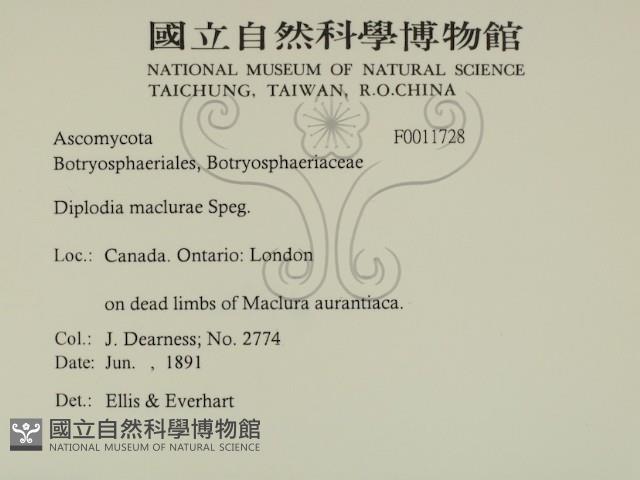 國立自然科學博物館
NATIONAL MUSEUM OF NATURAL SCIENCE
TAICHUNG, TAIWAN, R.O.CHINA
Ascomycota F0011728
Botryosphaeriales, Botryosphaeriaceae
Diplodia maclurae Speg.
Loc.: Canada. Ontario: London
on dead limbs of Maclura aurantiaca.
Col.: J. Dearness; No. 2774
Date: Jun. , 1891
Det.: Ellis & Everhart
國立自然科學博物館
NATIONAL MUSEUM OF NATURAL SCIENCE